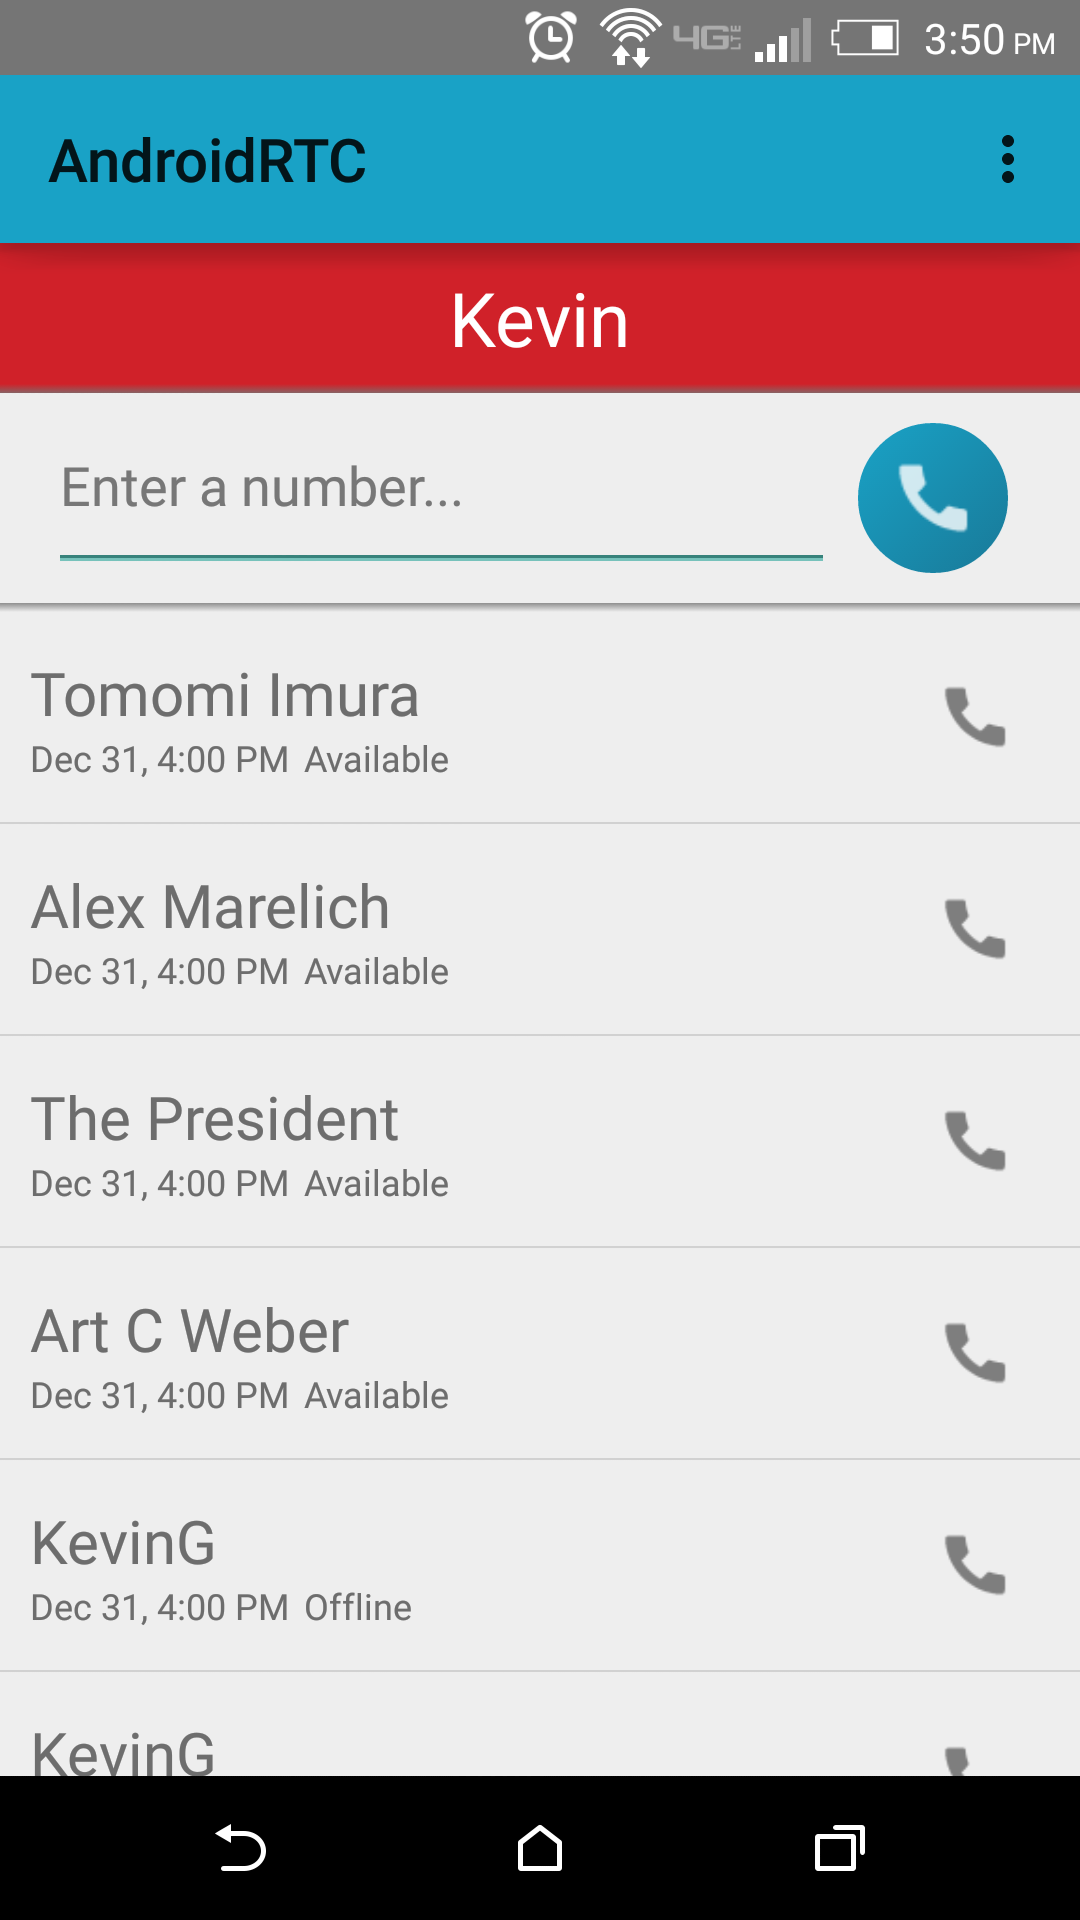 4G LTE 3:50 PM
AndroidRTC
Kevin
Enter a number...
Tomomi Imura
Dec 31, 4:00 PM Available
Alex Marelich
Dec 31, 4:00 PM Available
The President
Dec 31, 4:00 PM Available
Art C Weber
Dec 31, 4:00 PM Available
KevinG
Dec 31, 4:00 PM Offline
KevinG